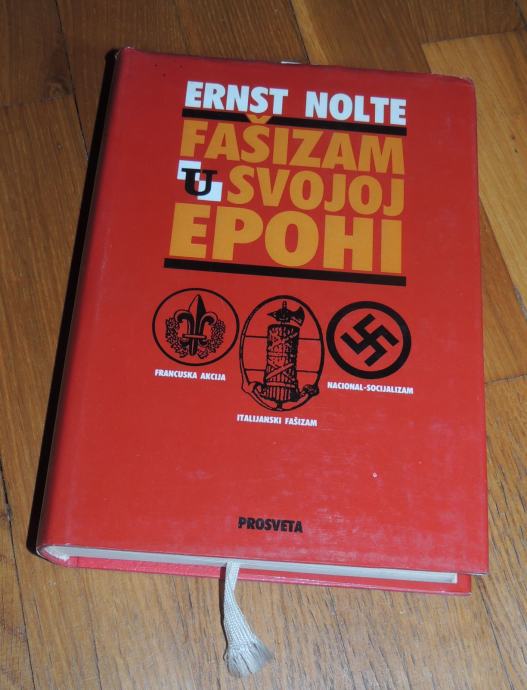 ERNST NOLTE
FAŠIZAM
U SVOJOJ
EPOHI
FRANCUSKA AKCIJA
ITALIJANSKI FAŠIZAM
NACIONAL-SOCIJALIZAM
PROSVETA